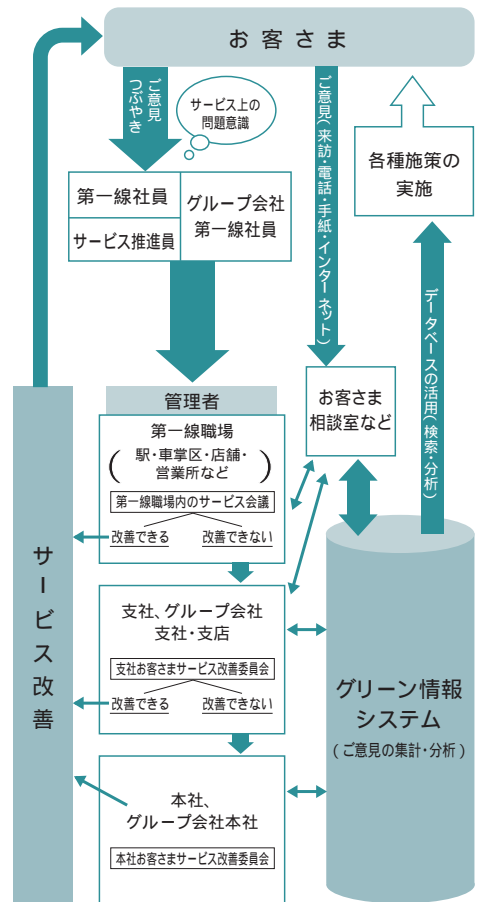 お客さま
ご意見
つぶやき
サービス上の
問題意識
ご意見(来訪・電話・手紙・インターネット)
各種施策の
実施
第一線社員
サービス推進員
グループ会社
第一線社員
データベースの活用(検索・分析)
お客さま
相談室など
管理者
第一線職場
(駅・車掌区・店舗・
営業所など)
第一線職場内のサービス会議
改善できる
改善できない
サービス改善
支社、グループ会社
支社・支店
支社お客さまサービス改善委員会
改善できる
改善できない
グリーン情報
システム
(ご意見の集計・分析)
本社、
グループ会社本社
本社お客さまサービス改善委員会